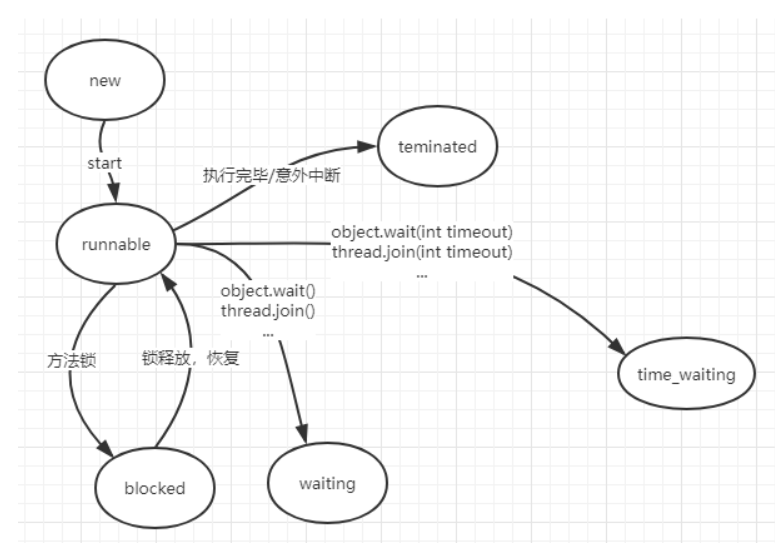 new
start
teminated
执行完毕/意外中断
runnable
object.wait(int timeout)
thread.join(int timeout)
...
object.wait()
thread.join()
...
方法锁
锁释放，恢复
time_waiting
blocked
waiting